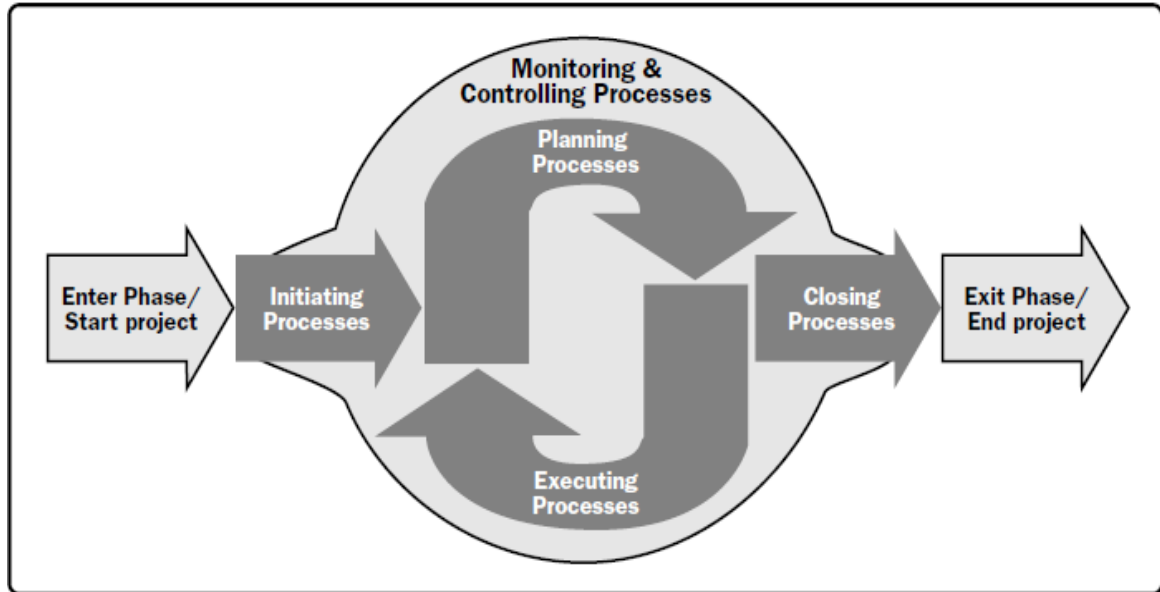 Monitoring &
Controlling Processes
Planning
Processes
Enter Phase/
Start project
Initiating
Processes
Closing
Processes
Exit Phase/
End project
Executing
Processes